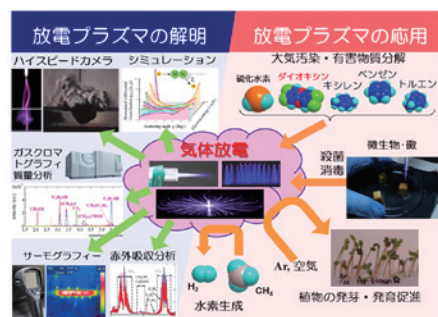 放電プラズマの解明
放電プラズマの応用
ハイスピードカメラ
シミュレーション
大気汚染・有害物質分解
硫化水素
ダイオキシン
キシレン
ベンゼン
トルエン
気体放電
ガスクロマ
トグラフィ
質量分析
殺菌
消毒
微生物・黴
サーモグラフィー
赤外吸収分析
H₂
CH₄
水素生成
Ar, 空気
植物の発芽・発育促進